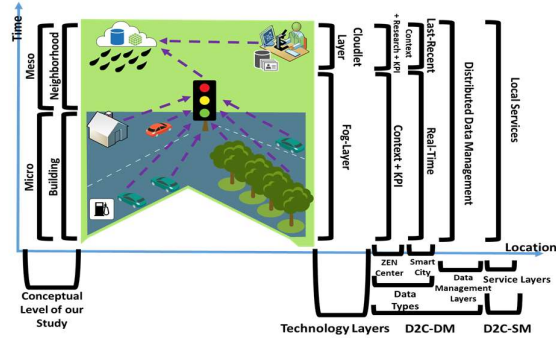 Time
Meso
Neighborhood
Micro
Building
Cloudlet
Layer
Fog-Layer
Context
+ Research + KPI
Context + KPI
Last-Recent
Real-Time
Distributed Data Management
Local Services
Location
Conceptual
Level of our
Study
Technology Layers
ZEN
Center
Smart
City
Data
Types
Data
Management
Layers
D2C-DM
Service Layers
D2C-SM